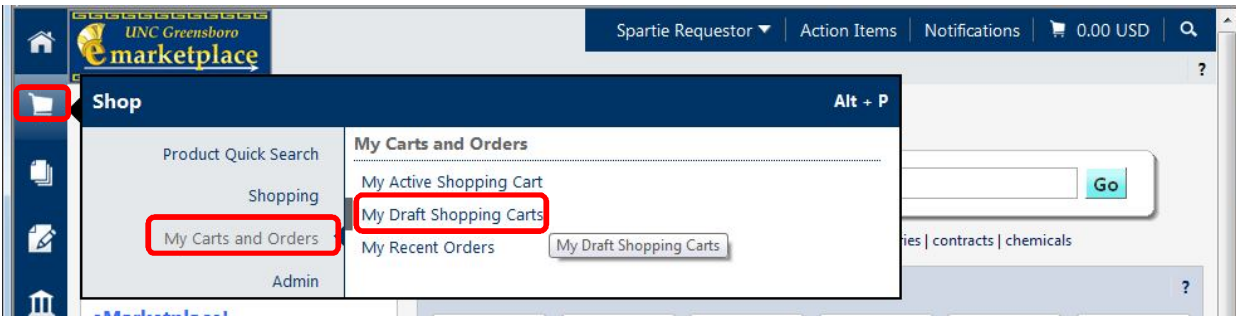 UNC Greensboro
emarketplace
Spartie Requestor ▼ Action Items Notifications 0.00 USD
?
Shop Alt + P
Product Quick Search
Shopping
My Carts and Orders
Admin
My Carts and Orders
My Active Shopping Cart
My Draft Shopping Carts
My Recent Orders
My Draft Shopping Carts
Go
ies | contracts | chemicals
?